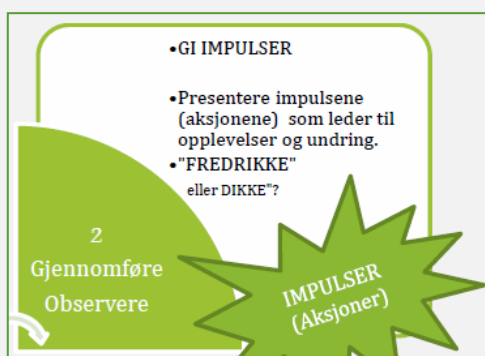 •GI IMPULSER
•Presentere impulsene
(aksjonene) som leder til
opplevelser og undring.
•"FREDRIKKE"
eller DIKKE"?
2
Gjennomføre
Observere
IMPULSER
(Aksjoner)